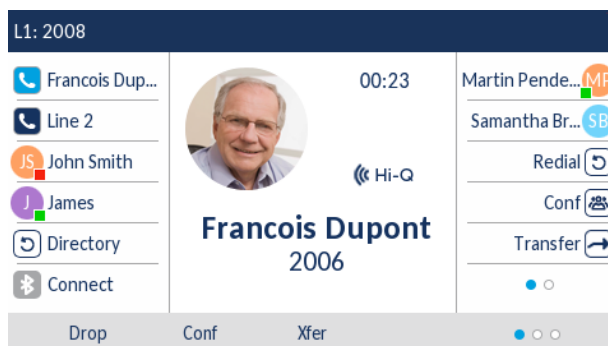 L1: 2008
Francois Dup...
Line 2
JS John Smith
J James
Directory
Connect
00:23
Hi-Q
Francois Dupont
2006
Martin Pende... MP
Samantha Br... SB
Redial
Conf
Transfer
Drop Conf Xfer